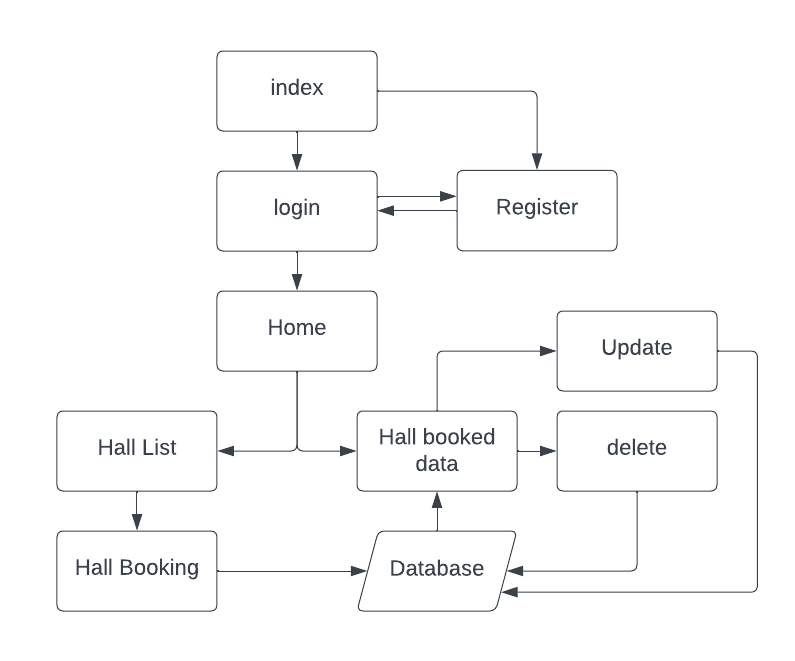 index
login
Register
Home
Update
Hall List
Hall booked
data
delete
Hall Booking
Database